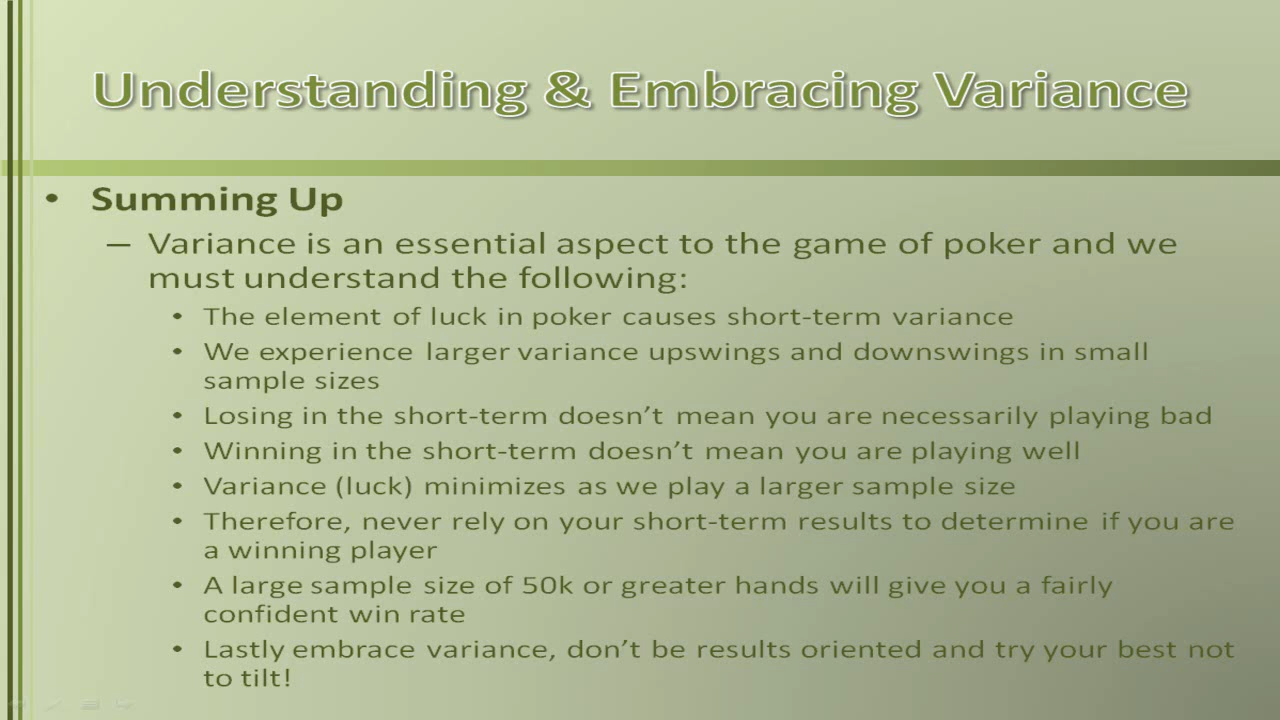 Understanding & Embracing Variance
• Summing Up
– Variance is an essential aspect to the game of poker and we
must understand the following:
• The element of luck in poker causes short-term variance
• We experience larger variance upswings and downswings in small
sample sizes
• Losing in the short-term doesn’t mean you are necessarily playing bad
• Winning in the short-term doesn’t mean you are playing well
• Variance (luck) minimizes as we play a larger sample size
• Therefore, never rely on your short-term results to determine if you are
a winning player
• A large sample size of 50k or greater hands will give you a fairly
confident win rate
• Lastly embrace variance, don’t be results oriented and try your best not
to tilt!